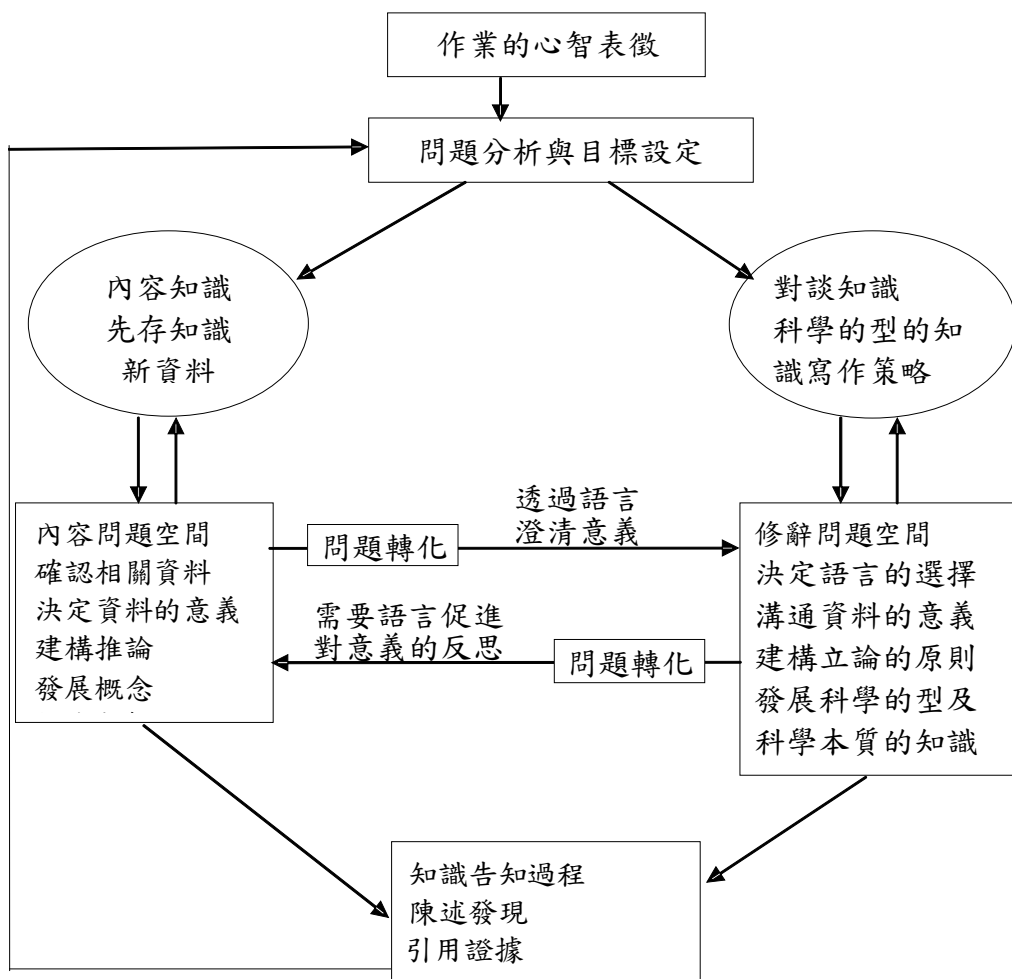 作業的心智表徵
問題分析與目標設定
內容知識
先存知識
新資料
對談知識
科學的型的知
識寫作策略
內容問題空間
確認相關資料
決定資料的意義
建構推論
發展概念
問題轉化
透過語言
澄清意義
需要語言促進
對意義的反思
問題轉化
修辭問題空間
決定語言的選擇
溝通資料的意義
建構立論的原則
發展科學的型及
科學本質的知識
知識告知過程
陳述發現
引用證據